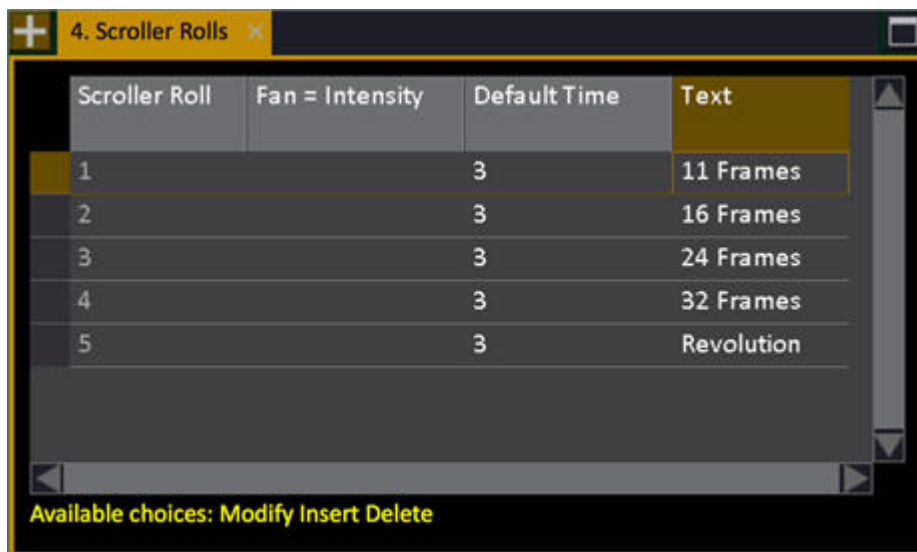 4. Scroller Rolls
Scroller Roll Fan = Intensity Default Time Text
1 3 11 Frames
2 3 16 Frames
3 3 24 Frames
4 3 32 Frames
5 3 Revolution
Available choices: Modify Insert Delete